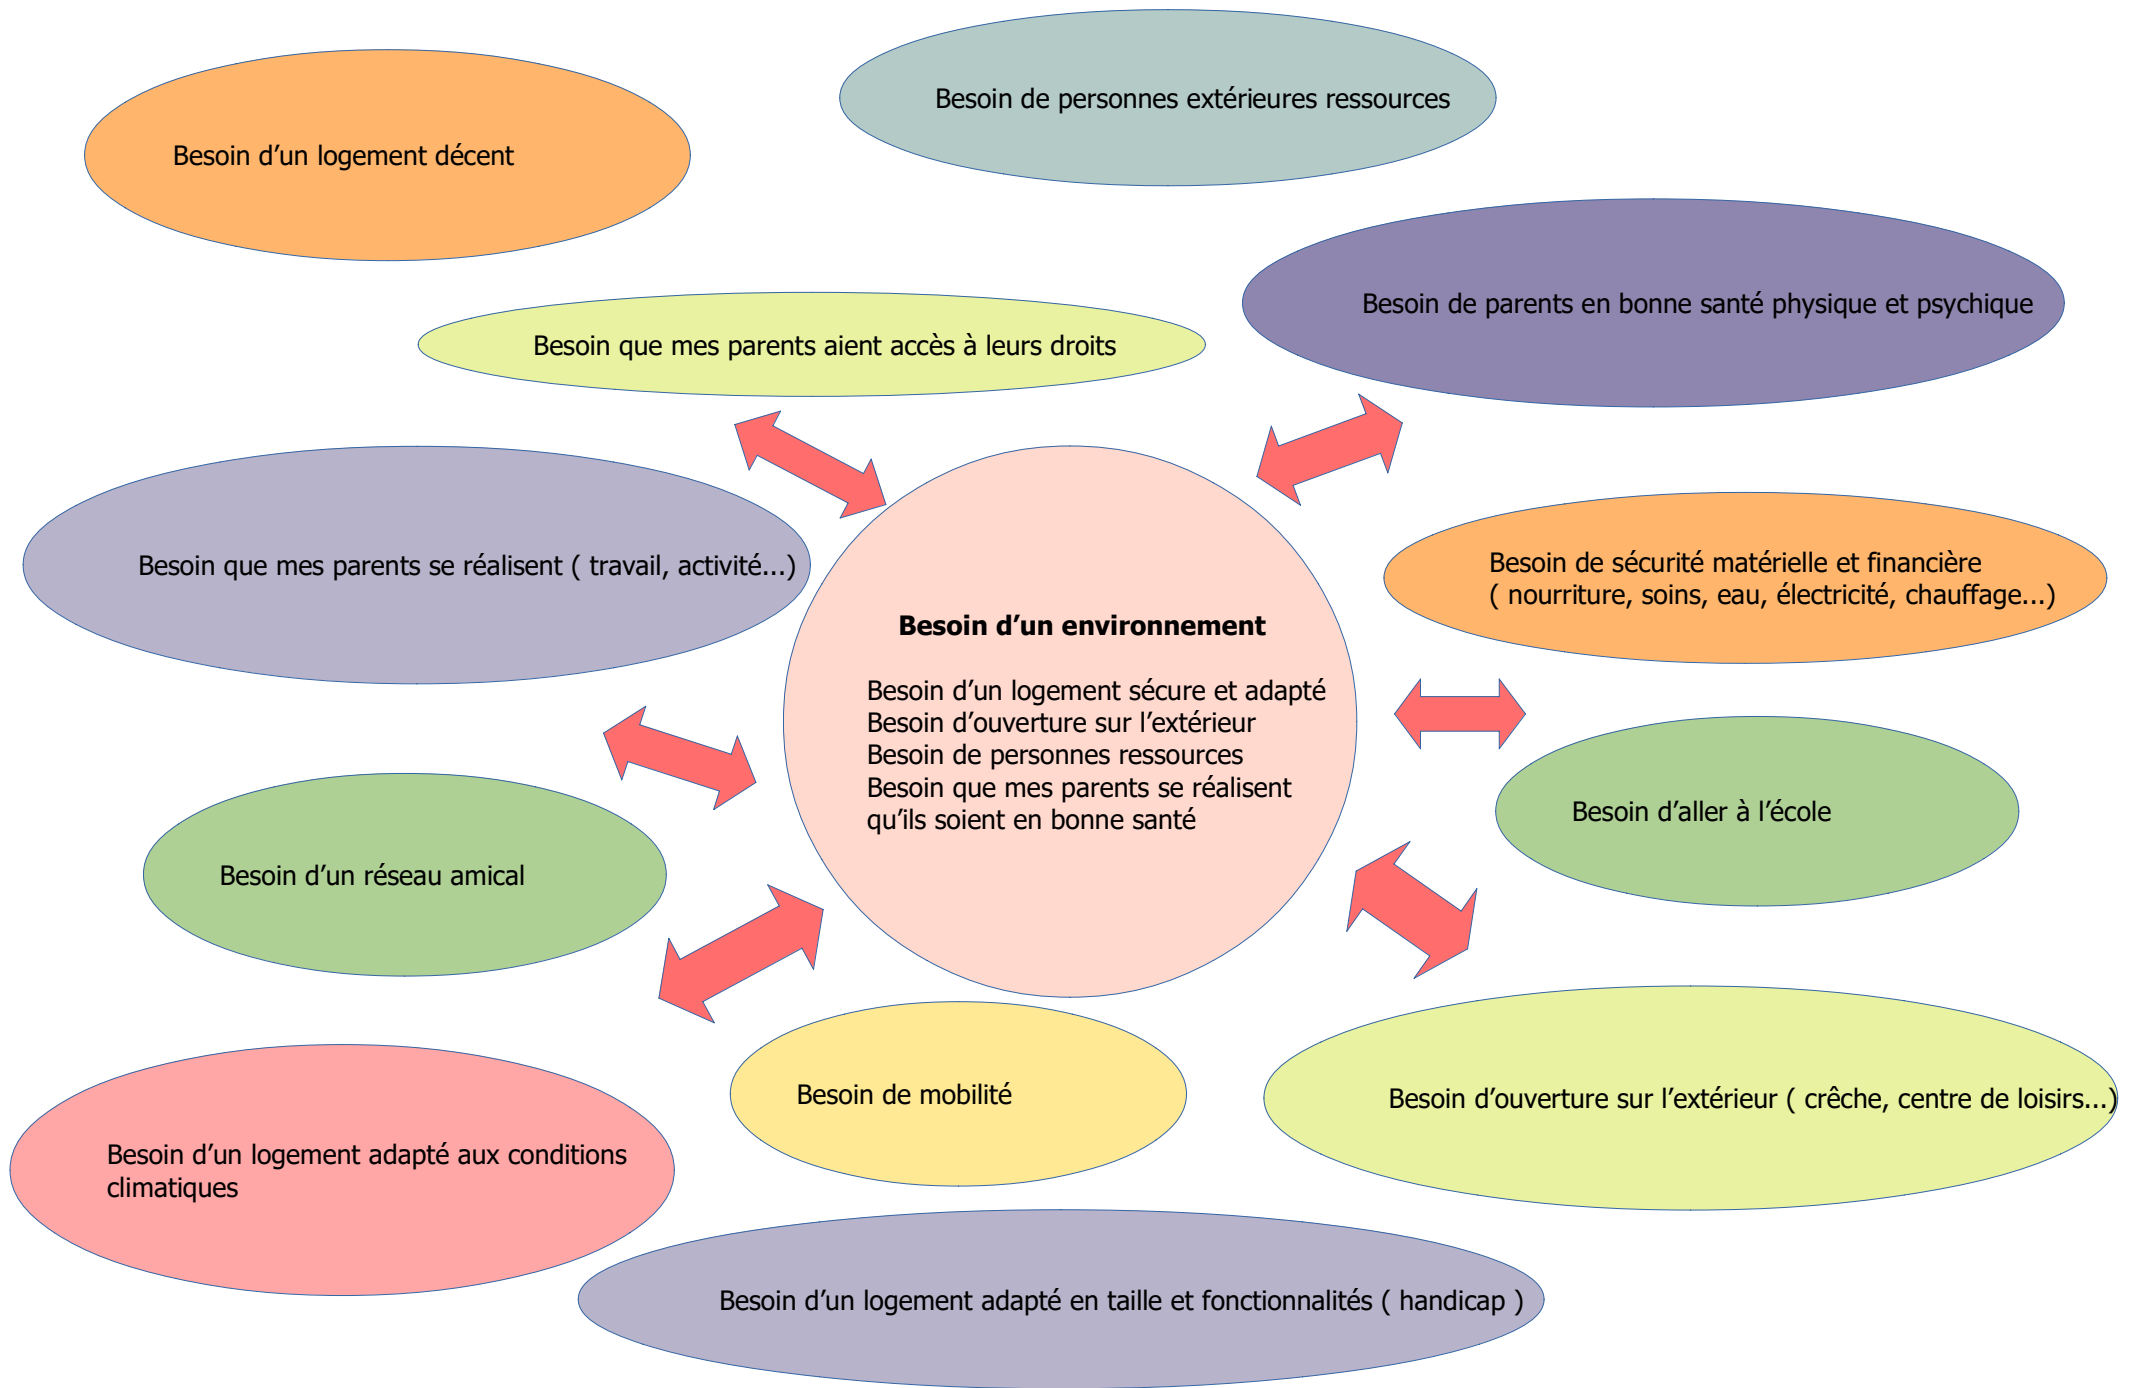 Besoin de personnes extérieures ressources
Besoin d’un logement décent
Besoin de parents en bonne santé physique et psychique
Besoin que mes parents aient accès à leurs droits
Besoin que mes parents se réalisent ( travail, activité...)
Besoin de sécurité matérielle et financière
( nourriture, soins, eau, électricité, chauffage...)
Besoin d’un environnement
Besoin d’un logement sécure et adapté
Besoin d’ouverture sur l’extérieur
Besoin de personnes ressources
Besoin que mes parents se réalisent
qu’ils soient en bonne santé
Besoin d’aller à l’école
Besoin d’un réseau amical
Besoin de mobilité
Besoin d’ouverture sur l’extérieur ( crêche, centre de loisirs...)
Besoin d’un logement adapté aux conditions
climatiques
Besoin d’un logement adapté en taille et fonctionnalités ( handicap )